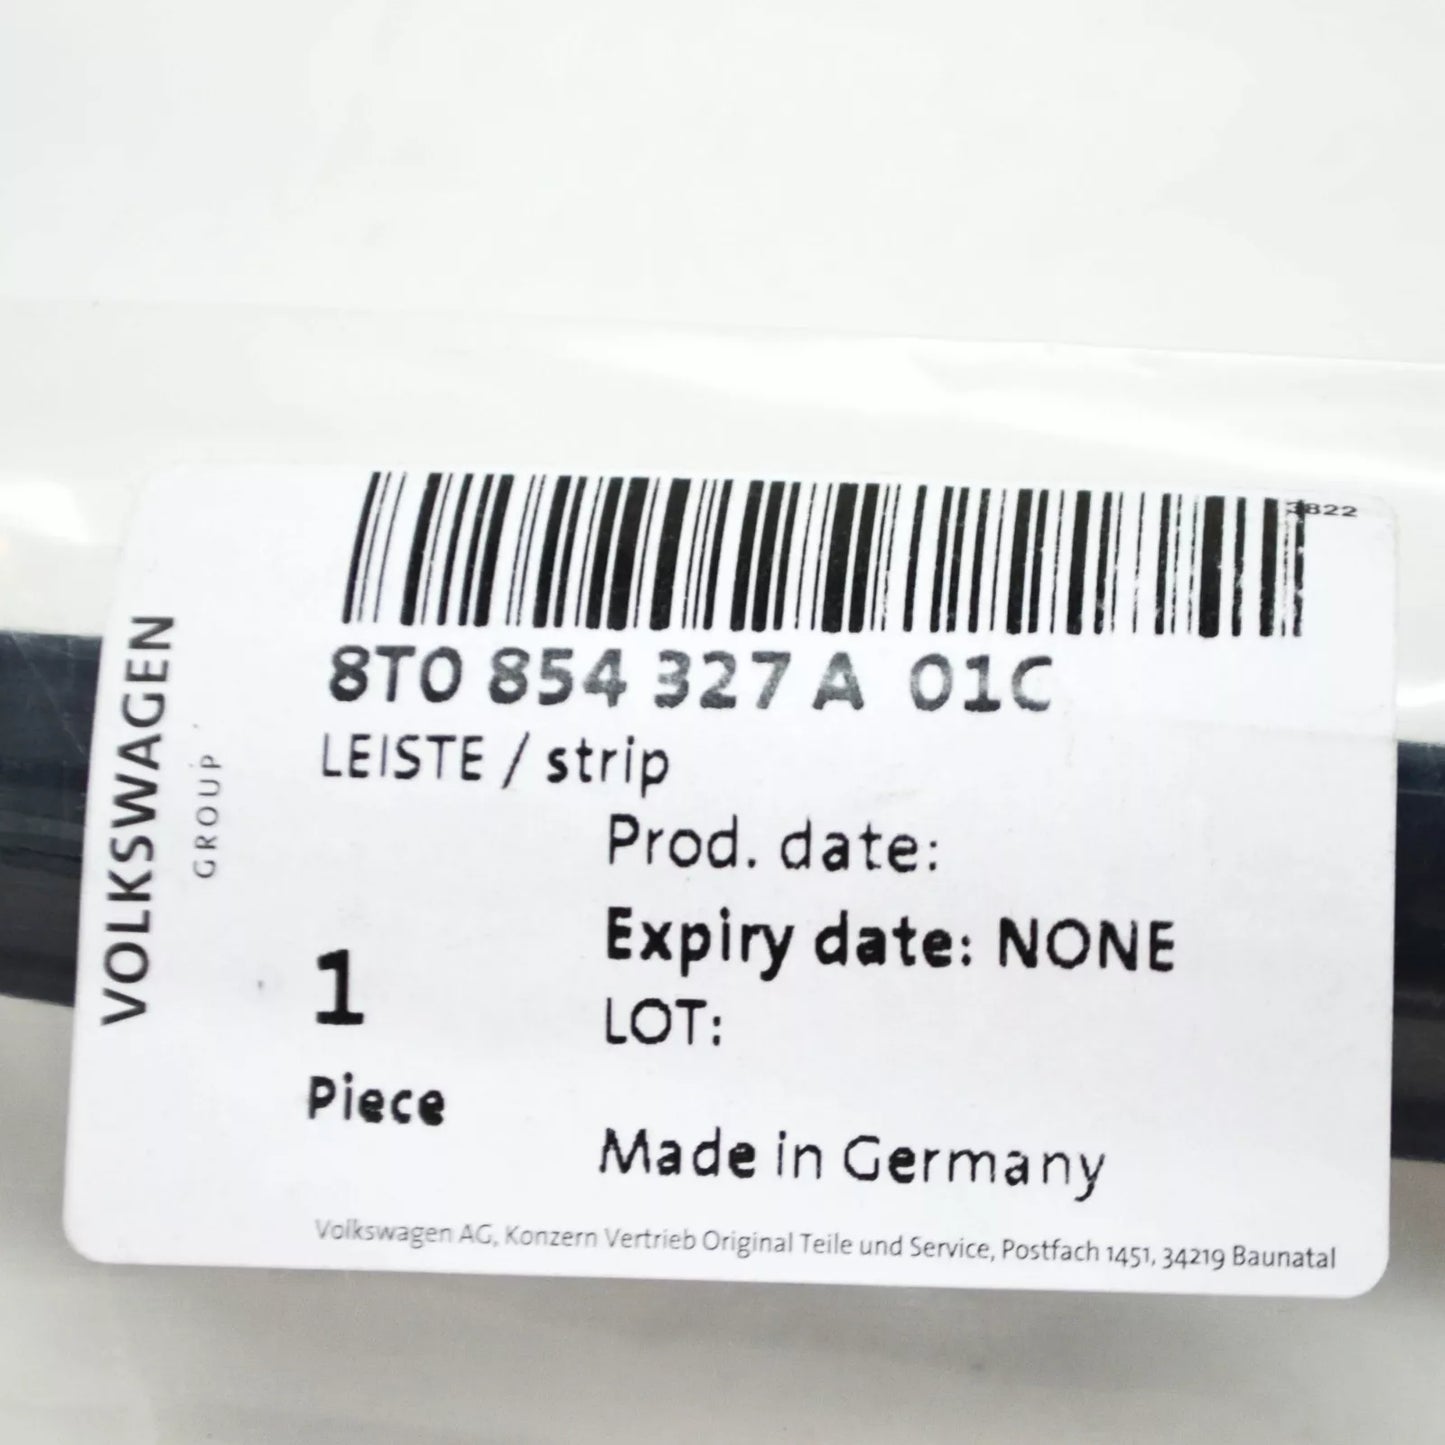 8T0 854 327 A 01C
LEISTE / strip
Prod. date:
Expiry date: NONE
LOT:
1
Piece
Made in Germany
Volkswagen AG, Konzern Vertrieb Original Teile und Service, Postfach 1451, 34219 Baunatal
VOLKSWAGEN
GROUP